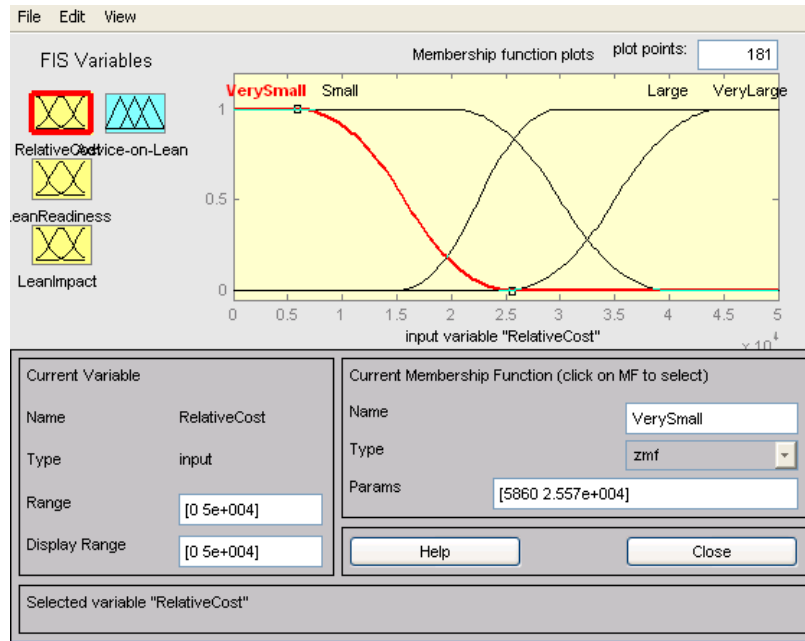 File Edit View
FIS Variables
Membership function plots plot points: 181
VerySmall Small Large VeryLarge
1
0.5
0
RelativeCost Advice-on-Lean
LeanReadiness
LeanImpact
0 0.5 1 1.5 2 2.5 3 3.5 4 4.5 5
x 10^4
input variable "RelativeCost"
Current Variable
Name RelativeCost
Type input
Range [0 5e+004]
Display Range [0 5e+004]
Current Membership Function (click on MF to select)
Name VerySmall
Type zmf
Params [5860 2.557e+004]
Help Close
Selected variable "RelativeCost"